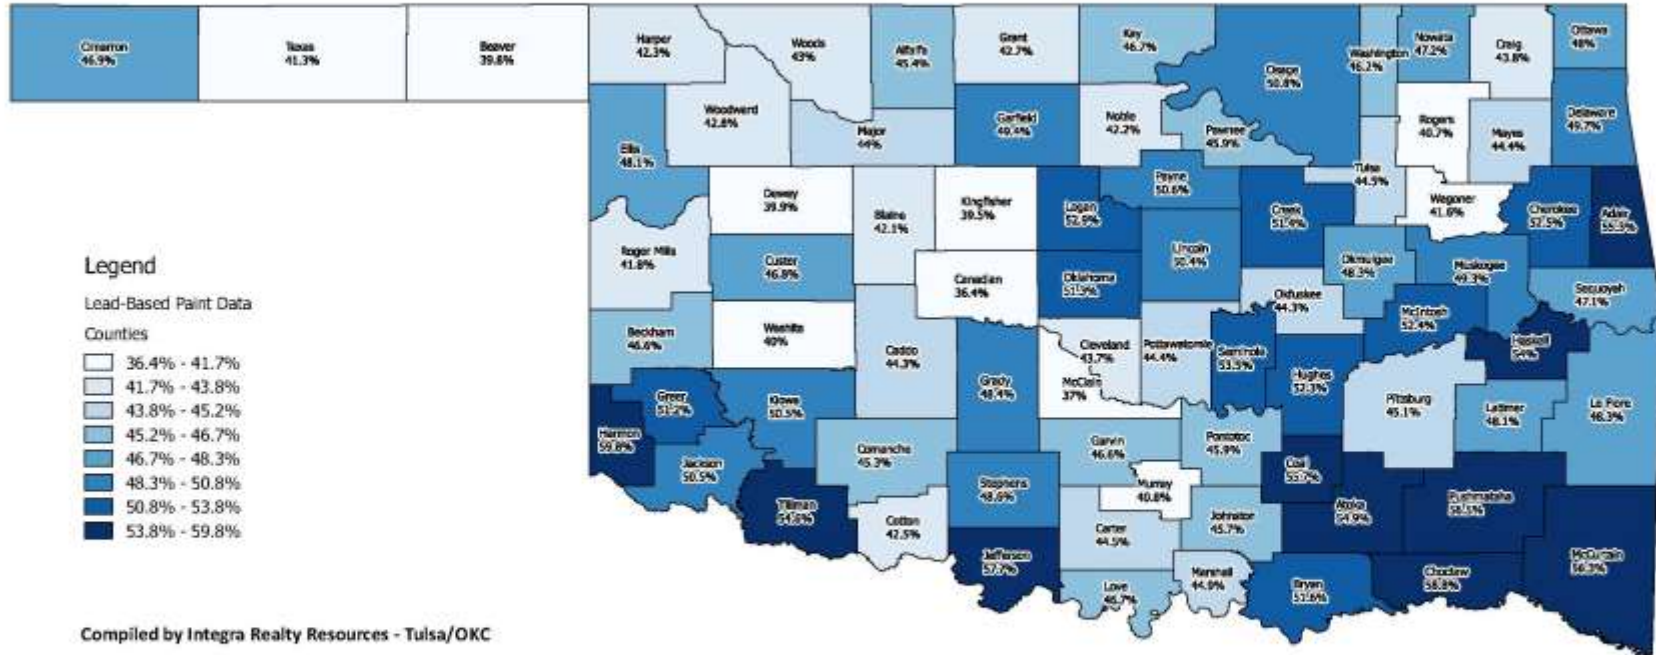 Cimarron
46.9%
Texas
41.3%
Beaver
39.8%
Harper
42.3%
Woods
43%
Alfalfa
45.4%
Grant
42.7%
Kay
46.7%
Osage
50.8%
Washington
46.2%
Nowata
47.2%
Craig
43.8%
Ottawa
48%
Woodward
42.8%
Ellis
48.1%
Major
44%
Garfield
49.4%
Noble
42.2%
Pawnee
45.9%
Rogers
40.7%
Mayes
44.4%
Delaware
49.7%
Tulsa
44.5%
Dewey
39.9%
Blaine
42.1%
Kingfisher
39.5%
Logan
52.9%
Payne
50.6%
Creek
51.4%
Wagoner
41.6%
Cherokee
52.5%
Adair
55.3%
Roger Mills
41.8%
Custer
46.8%
Canadian
36.4%
Oklahoma
51.3%
Lincoln
50.4%
Okmulgee
48.3%
Muskogee
49.3%
Sequoyah
47.1%
Okfuskee
44.3%
McIntosh
52.4%
Haskell
54%
Beckham
46.6%
Washita
40%
Caddo
44.3%
Cleveland
43.7%
Pottawatomie
44.4%
Seminole
53.5%
Hughes
52.3%
McClain
37%
Grady
48.4%
Pittsburg
45.1%
Latimer
48.1%
Le Flore
48.3%
Greer
51.2%
Kiowa
50.5%
Harmon
59.8%
Jackson
50.5%
Comanche
45.3%
Garvin
46.6%
Pontotoc
45.9%
Coal
55.7%
Tillman
54.8%
Cotton
42.5%
Stephens
48.6%
Murray
40.8%
Johnston
45.7%
Atoka
54.9%
Pushmataha
Carter
44.5%
Jefferson
57.7%
Love
46.7%
Marshall
44.9%
Bryan
51.6%
Choctaw
58.8%
McCurtain
Legend
Lead-Based Paint Data
Counties
36.4% - 41.7%
41.7% - 43.8%
43.8% - 45.2%
45.2% - 46.7%
46.7% - 48.3%
48.3% - 50.8%
50.8% - 53.8%
53.8% - 59.8%
Compiled by Integra Realty Resources - Tulsa/OKC